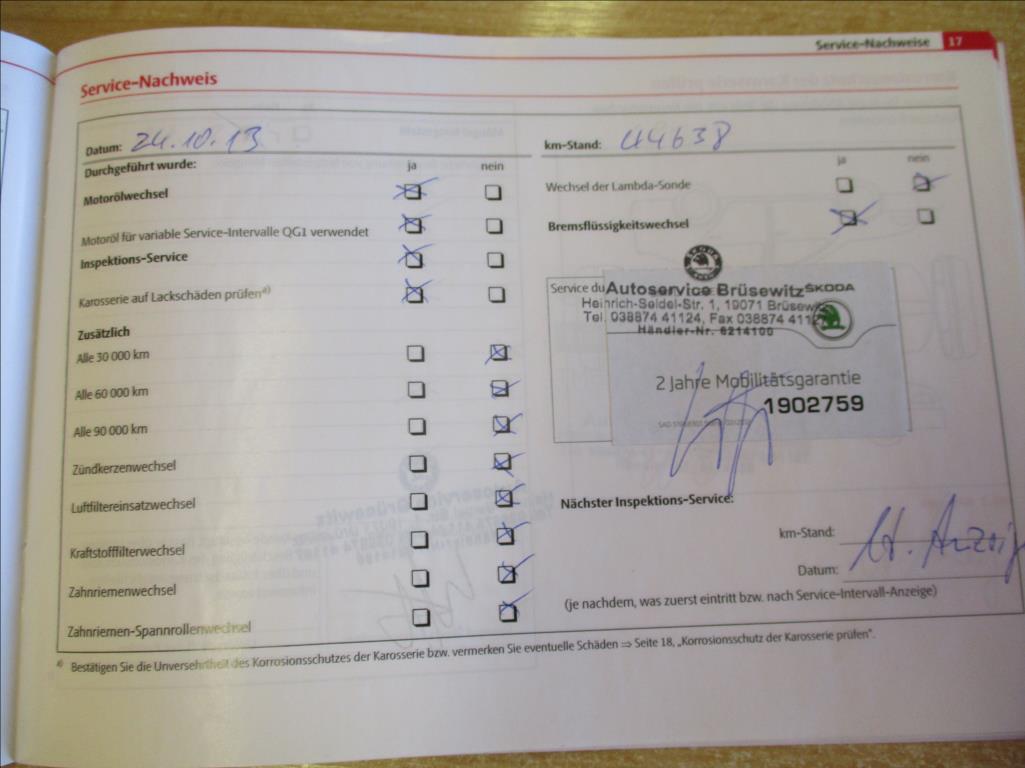 Service-Nachweise 17
Service-Nachweis
Datum: 24.10.13
km-Stand: 44638
Durchgeführt wurde: ja nein
ja nein
Motorölwechsel
Wechsel der Lambda-Sonde
Motoröl für variable Service-Intervalle QG1 verwendet
Bremsflüssigkeitswechsel
Inspektions-Service
Karosserie auf Lackschäden prüfen a)
Zusätzlich
Alle 30 000 km
Alle 60 000 km
Alle 90 000 km
Zündkerzenwechsel
Luftfiltereinsatzwechsel
Kraftstofffilterwechsel
Zahnriemenwechsel
Zahnriemen-Spannrollenwechsel
SKODA
Service du
Autoservice Brüsewitz ŠKODA
Heinrich-Seidel-Str. 1, 19071 Brüsew
Tel. 038874 41124, Fax 038874 4112
Händler-Nr. 6214100
2 Jahre Mobilitätsgarantie
1902759
Nächster Inspektions-Service:
km-Stand:
lt. Anzeig
Datum:
(je nachdem, was zuerst eintritt bzw. nach Service-Intervall-Anzeige)
a) Bestätigen Sie die Unversehrtheit des Korrosionsschutzes der Karosserie bzw. vermerken Sie eventuelle Schäden ⇒ Seite 18, „Korrosionsschutz der Karosserie prüfen".